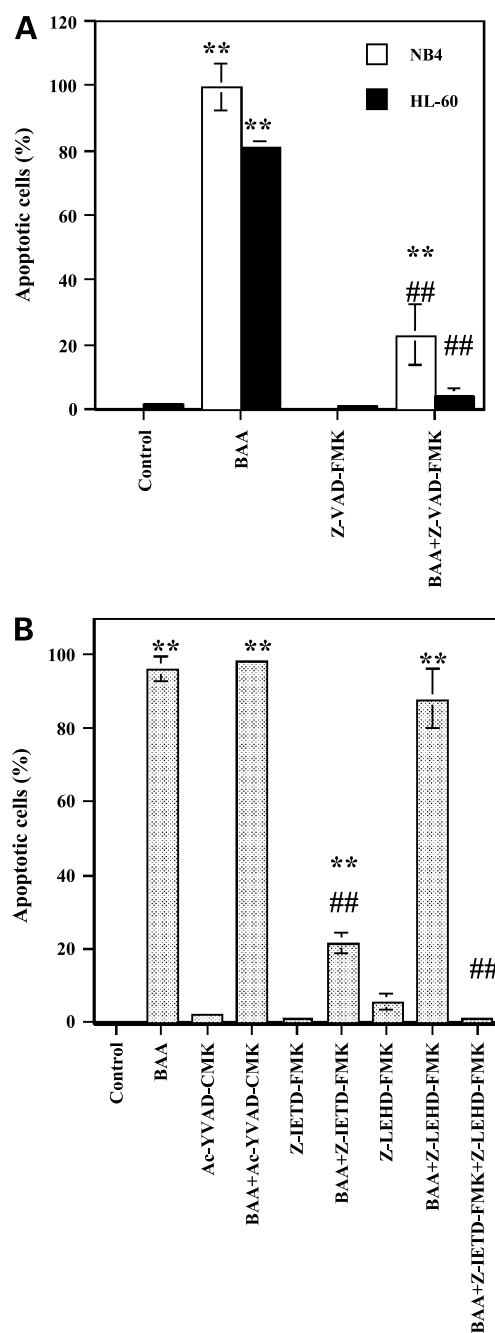 A
120
100
80
60
40
20
0
Apoptotic cells (%)
NB4
HL-60
**
**
**
##
##
Control
BAA
Z-VAD-FMK
BAA+Z-VAD-FMK
B
100
80
60
40
20
0
Apoptotic cells (%)
**
**
**
**
##
##
Control
BAA
Ac-YVAD-CMK
BAA+Ac-YVAD-CMK
Z-IETD-FMK
BAA+Z-IETD-FMK
Z-LEHD-FMK
BAA+Z-LEHD-FMK
BAA+Z-IETD-FMK+Z-LEHD-FMK